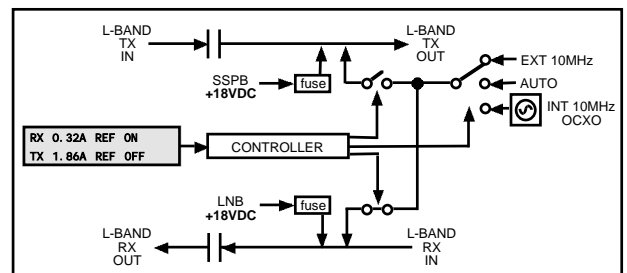 L-BAND
TX
IN
L-BAND
TX
OUT
EXT 10MHz
SSPB
+18VDC
fuse
AUTO
INT 10MHz
OCXO
RX 0.32A REF ON
TX 1.86A REF OFF
CONTROLLER
LNB
+18VDC
fuse
L-BAND
RX
OUT
L-BAND
RX
IN